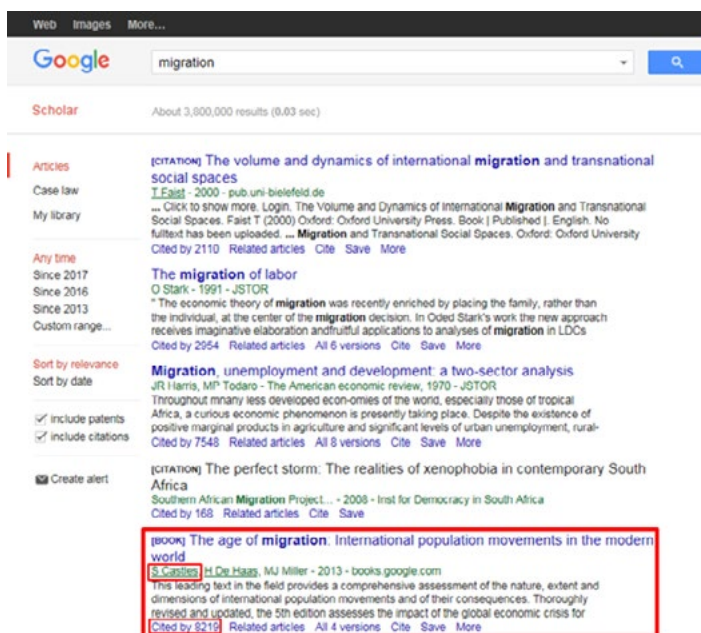 Web Images More...
Google migration
Scholar About 3,800,000 results (0.03 sec)
Articles
Case law
My library
Any time
Since 2017
Since 2016
Since 2013
Custom range...
Sort by relevance
Sort by date
include patents
include citations
Create alert
[CITATION] The volume and dynamics of international migration and transnational
social spaces
T Faist - 2000 - pub.uni-bielefeld.de
... Click to show more. Login. The Volume and Dynamics of International Migration and Transnational
Social Spaces. Faist T (2000) Oxford: Oxford University Press. Book | Published |. English. No
fulltext has been uploaded. ... Migration and Transnational Social Spaces. Oxford: Oxford University
Cited by 2110 Related articles Cite Save More
The migration of labor
O Stark - 1991 - JSTOR
" The economic theory of migration was recently enriched by placing the family, rather than
the individual, at the center of the migration decision. In Oded Stark's work the new approach
receives imaginative elaboration andfruitful applications to analyses of migration in LDCs
Cited by 2954 Related articles All 6 versions Cite Save More
Migration, unemployment and development: a two-sector analysis
JR Harris, MP Todaro - The American economic review, 1970 - JSTOR
Throughout mnany less developed econ-omies of the world, especially those of tropical
Africa, a curious economic phenomenon is presently taking place. Despite the existence of
positive marginal products in agriculture and significant levels of urban unemployment, rural-
Cited by 7548 Related articles All 8 versions Cite Save More
[CITATION] The perfect storm: The realities of xenophobia in contemporary South
Africa
Southern African Migration Project... - 2008 - Inst for Democracy in South Africa
Cited by 168 Related articles Cite Save
[BOOK] The age of migration: International population movements in the modern
world
S Castles, H De Haas, MJ Miller - 2013 - books.google.com
This leading text in the field provides a comprehensive assessment of the nature, extent and
dimensions of international population movements and of their consequences. Thoroughly
revised and updated, the 5th edition assesses the impact of the global economic crisis for
Cited by 8219 Related articles All 4 versions Cite Save More